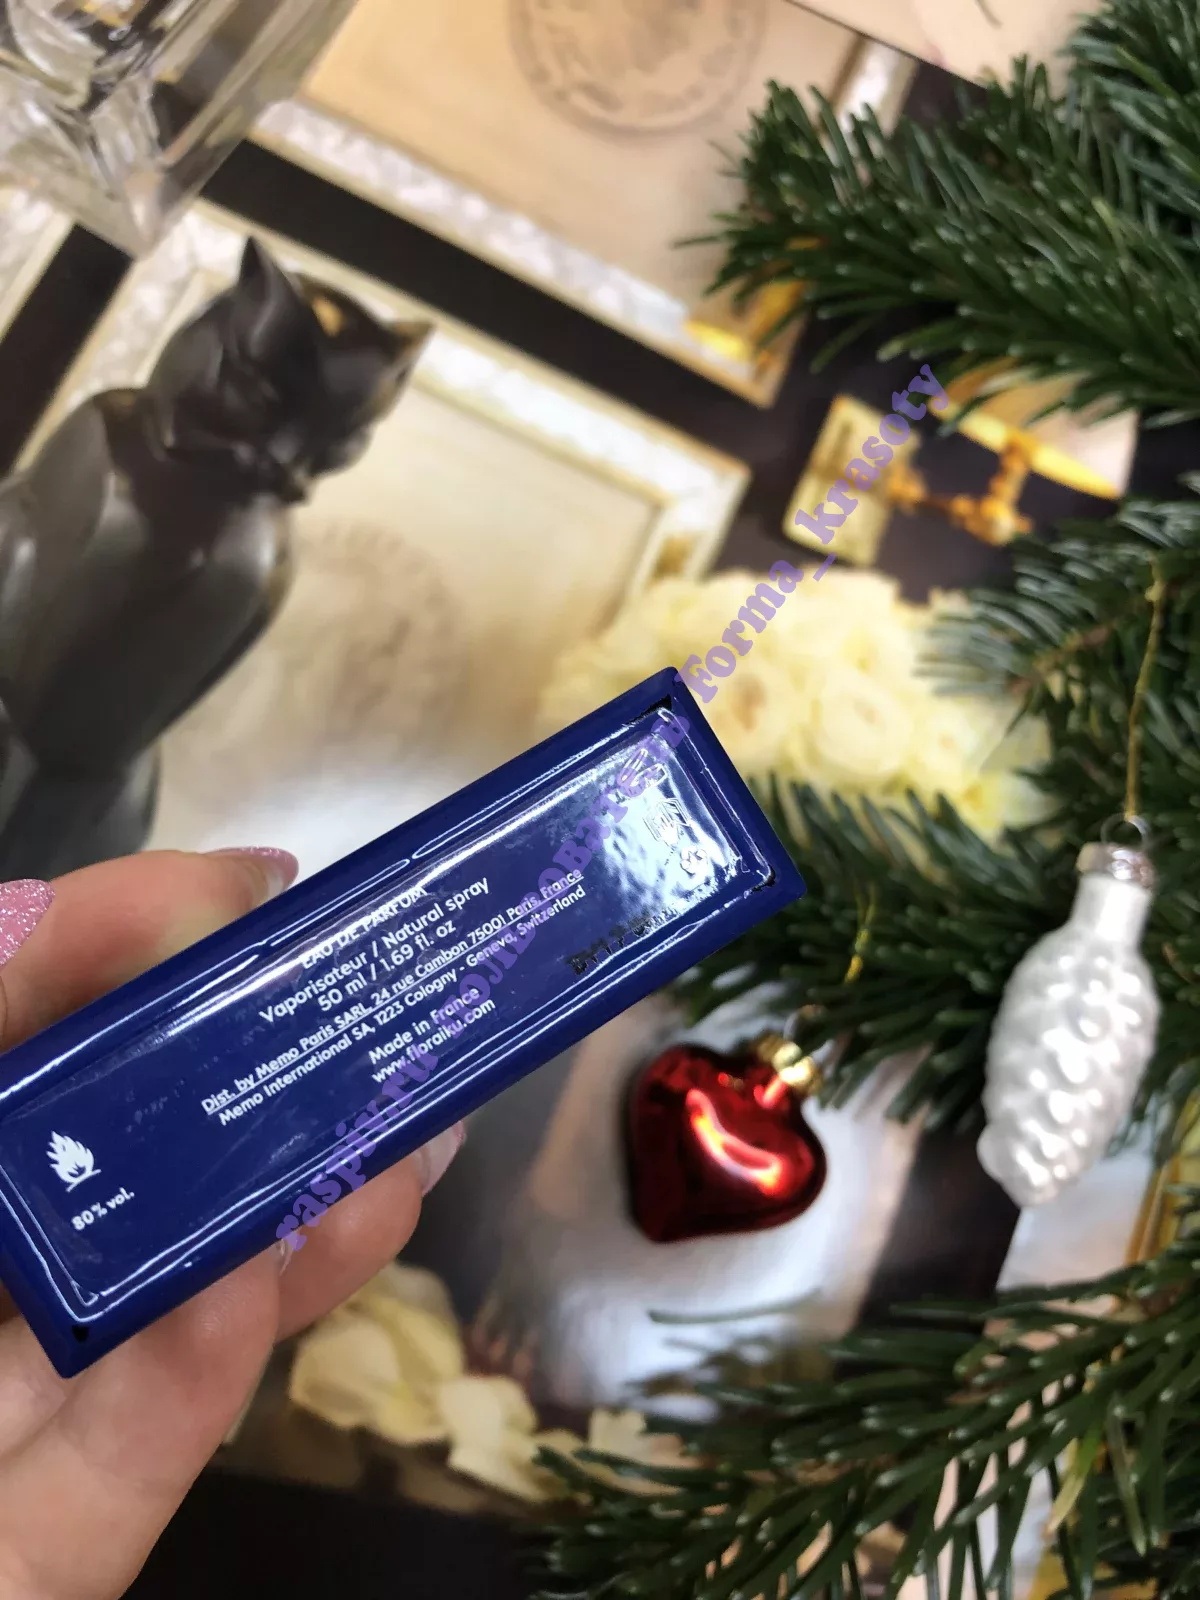 EAU DE PARFUM
Vaporisateur / Natural spray
50 ml / 1.69 fl. oz
Dist. by Memo Paris SARL, 24 rue Cambon 75001 Paris, France
Memo International SA, 1223 Cologny - Geneva, Switzerland
Made in France
www.floraiku.com
80 % vol.
Forma_krasoty